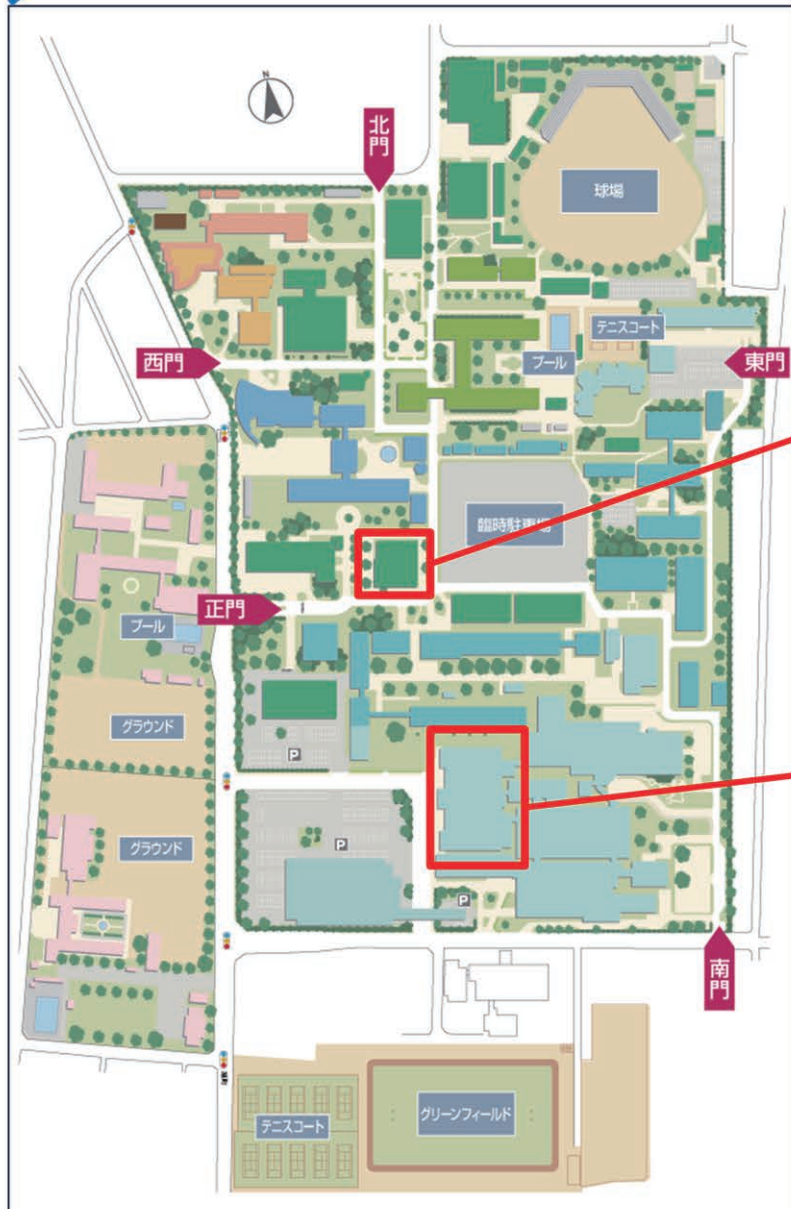 N
北門
球場
テニスコート
西門
プール
東門
臨時駐車場
正門
プール
グラウンド
P
グラウンド
P
P
南門
グリーンフィールド
テニスコート